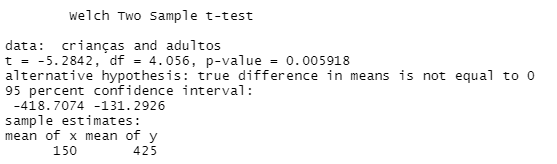 Welch Two Sample t-test
data:  crianças and adultos
t = -5.2842, df = 4.056, p-value = 0.005918
alternative hypothesis: true difference in means is not equal to 0
95 percent confidence interval:
 -418.7074 -131.2926
sample estimates:
mean of x mean of y
      150       425